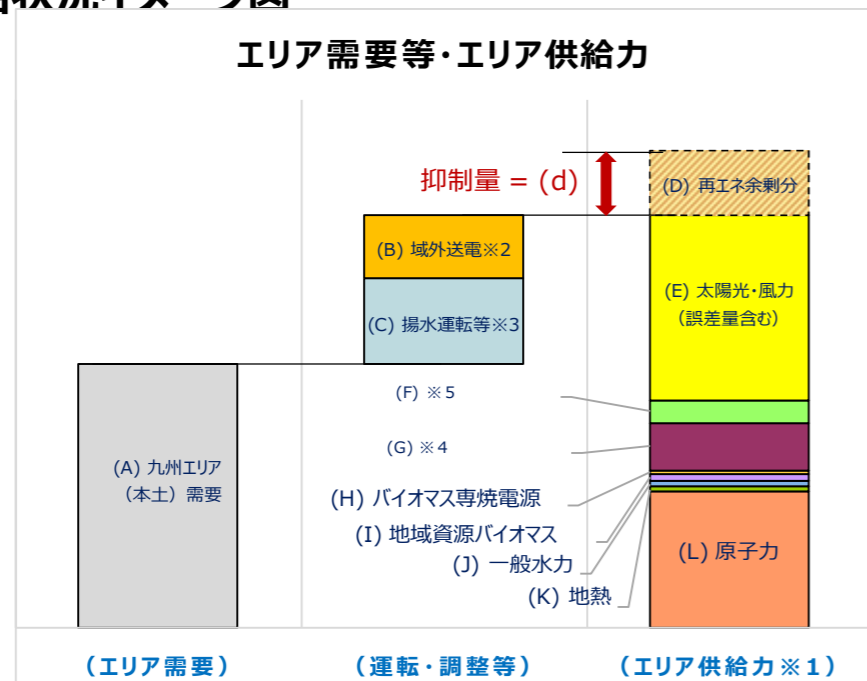 エリア需要等・エリア供給力
抑制量 = (d)
(D) 再エネ余剰分
(B) 域外送電※2
(C) 揚水運転等※3
(E) 太陽光・風力
(誤差量含む)
(F) ※5
(G) ※4
(A) 九州エリア
(本土) 需要
(H) バイオマス専焼電源
(I) 地域資源バイオマス
(J) 一般水力
(K) 地熱
(L) 原子力
(エリア需要)
(運転・調整等)
(エリア供給力※1)